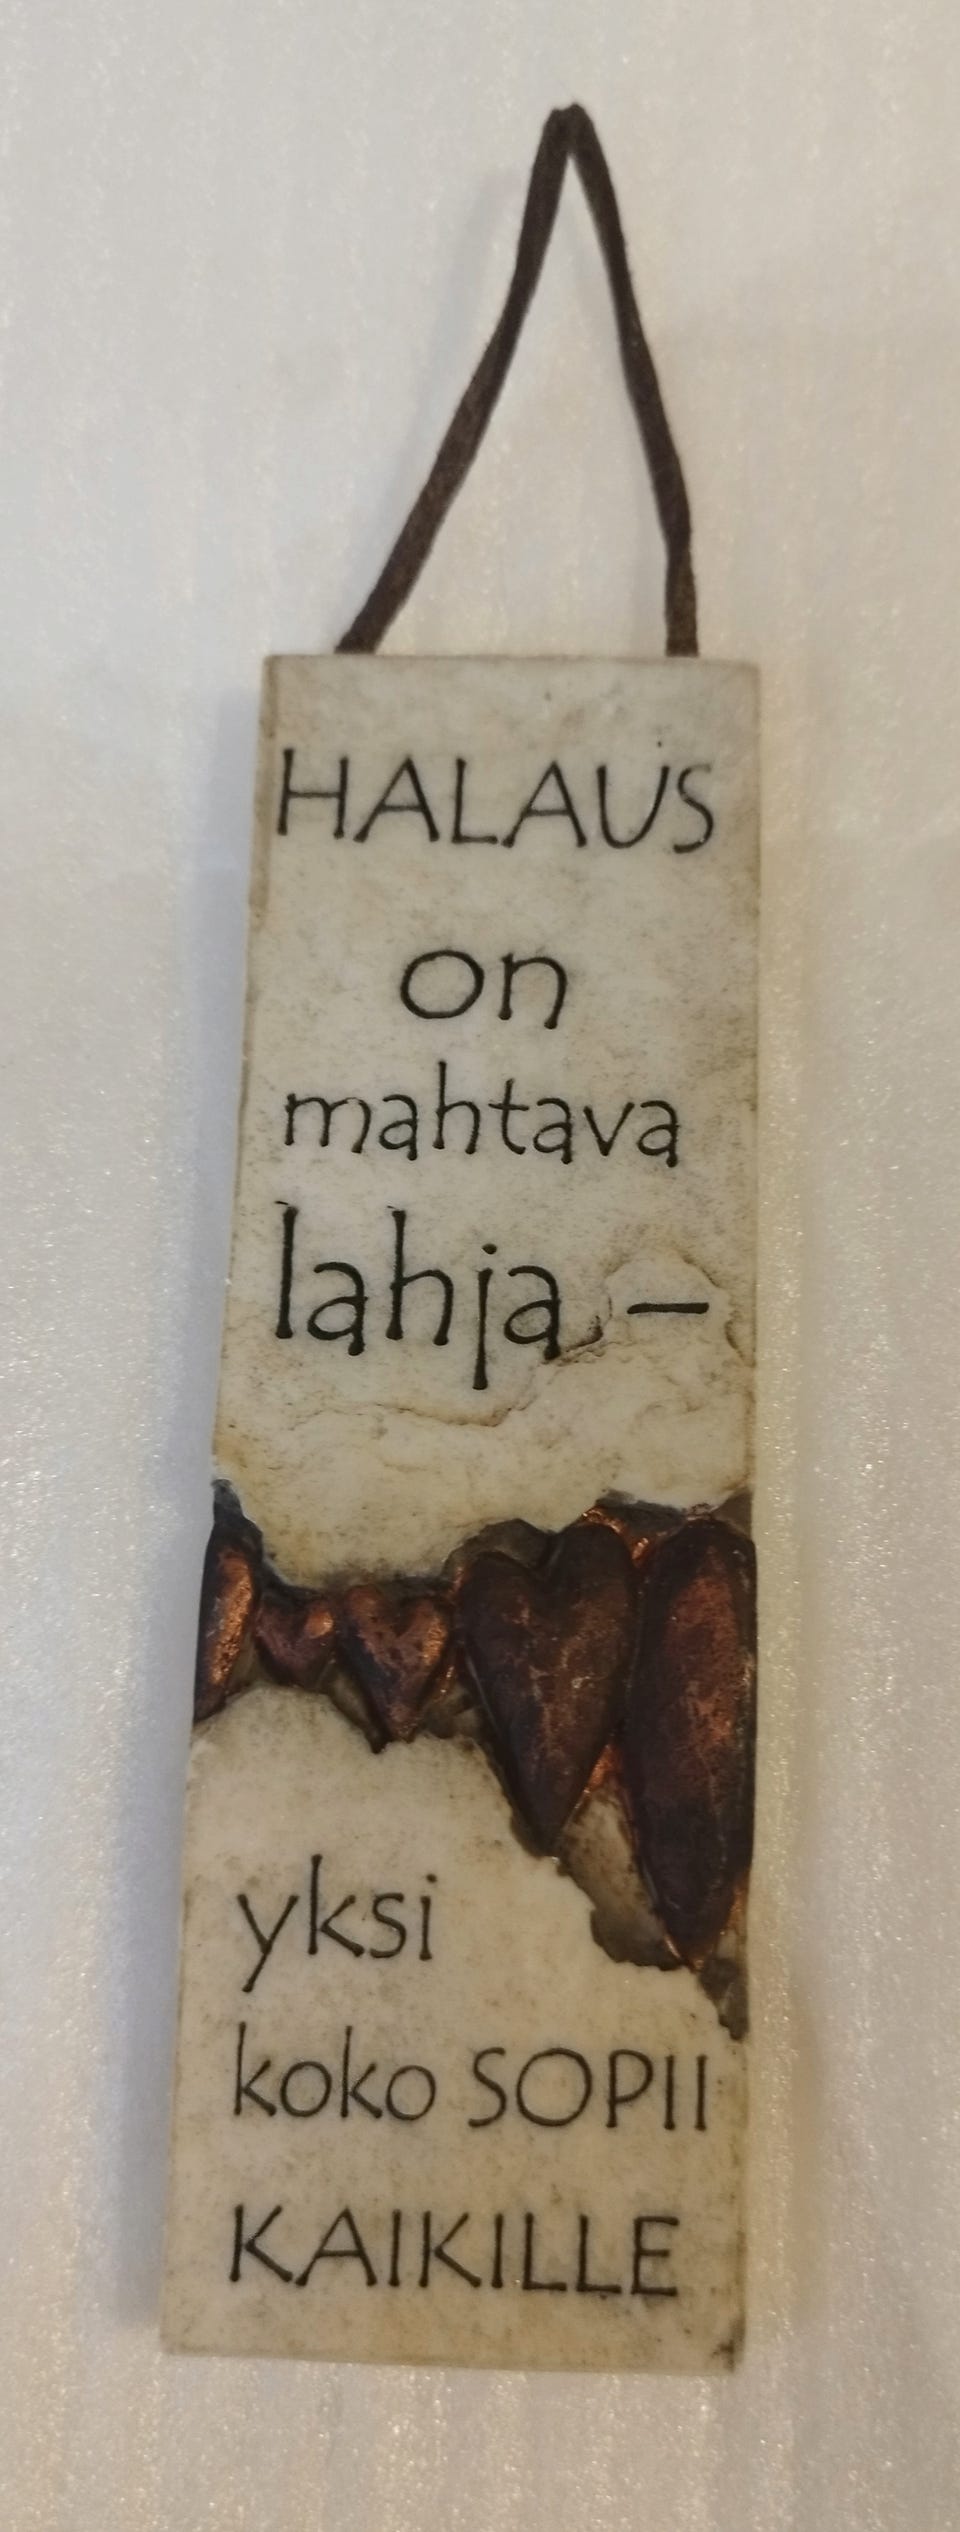 HALAUS
on
mahtava
lahja –
yksi
koko SOPII
KAIKILLE